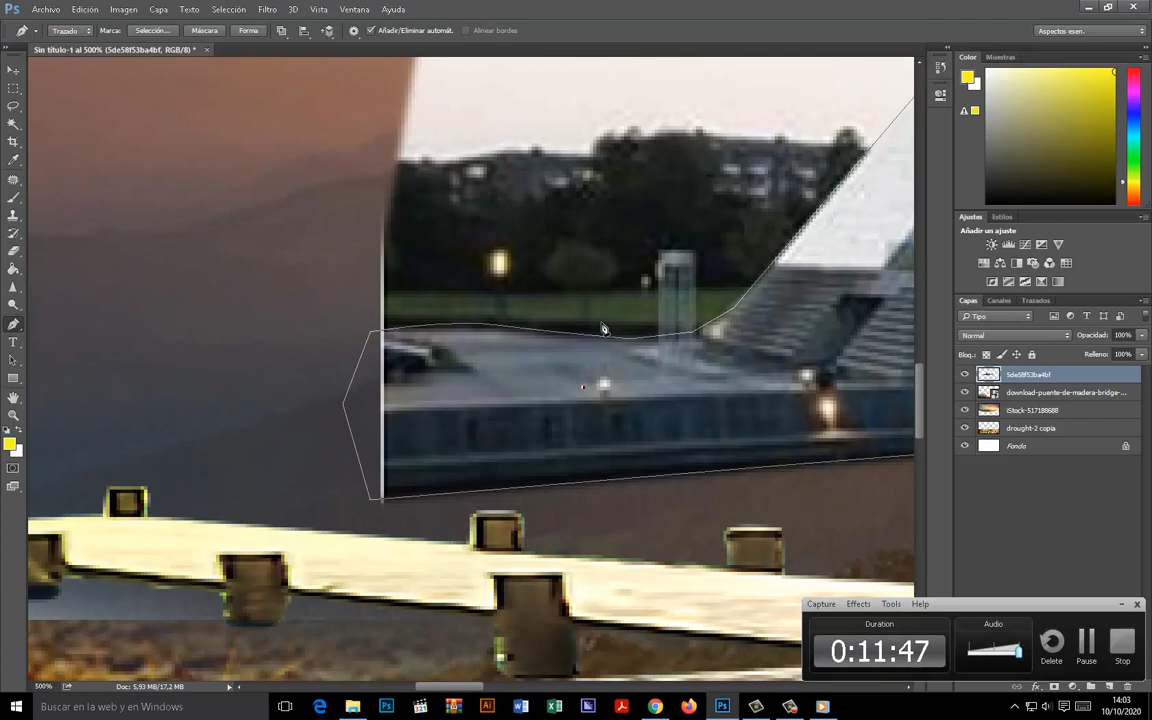 Ps Archivo Edición Imagen Capa Texto Selección Filtro 3D Vista Ventana Ayuda
Trazado Marca: Selección... Máscara Forma Añadir/Eliminar automát. Alinear bordes Aspectos esen.
Sin título-1 al 500% (5de58f53ba4bf, RGB/8) * ×
Color Muestras
Ajustes Estilos
Añadir un ajuste
Capas Canales Trazados
Tipo
Normal Opacidad: 100%
Bloq.: Relleno: 100%
5de58f53ba4bf
download-puente-de-madera-bridge-...
iStock-517188688
drought-2 copia
Fondo
Capture Effects Tools Help
Duration Audio
0:11:47
Delete Pause Stop
500% Doc: 5,93 MB/17,2 MB
Buscar en la web y en Windows
14:03
10/10/2020